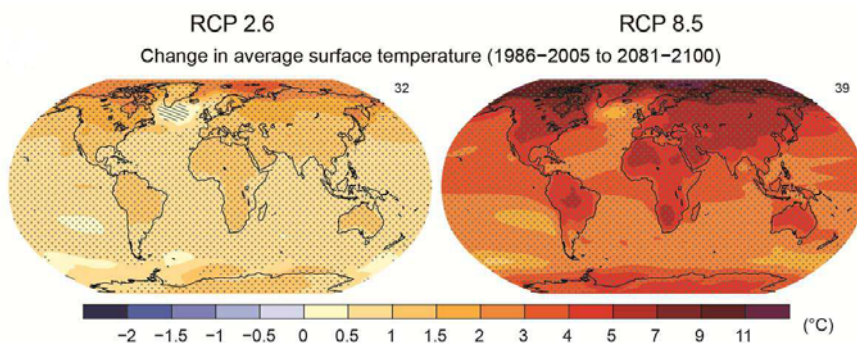 RCP 2.6 RCP 8.5
Change in average surface temperature (1986−2005 to 2081−2100)
32 39
−2 −1.5 −1 −0.5 0 0.5 1 1.5 2 3 4 5 7 9 11 (°C)